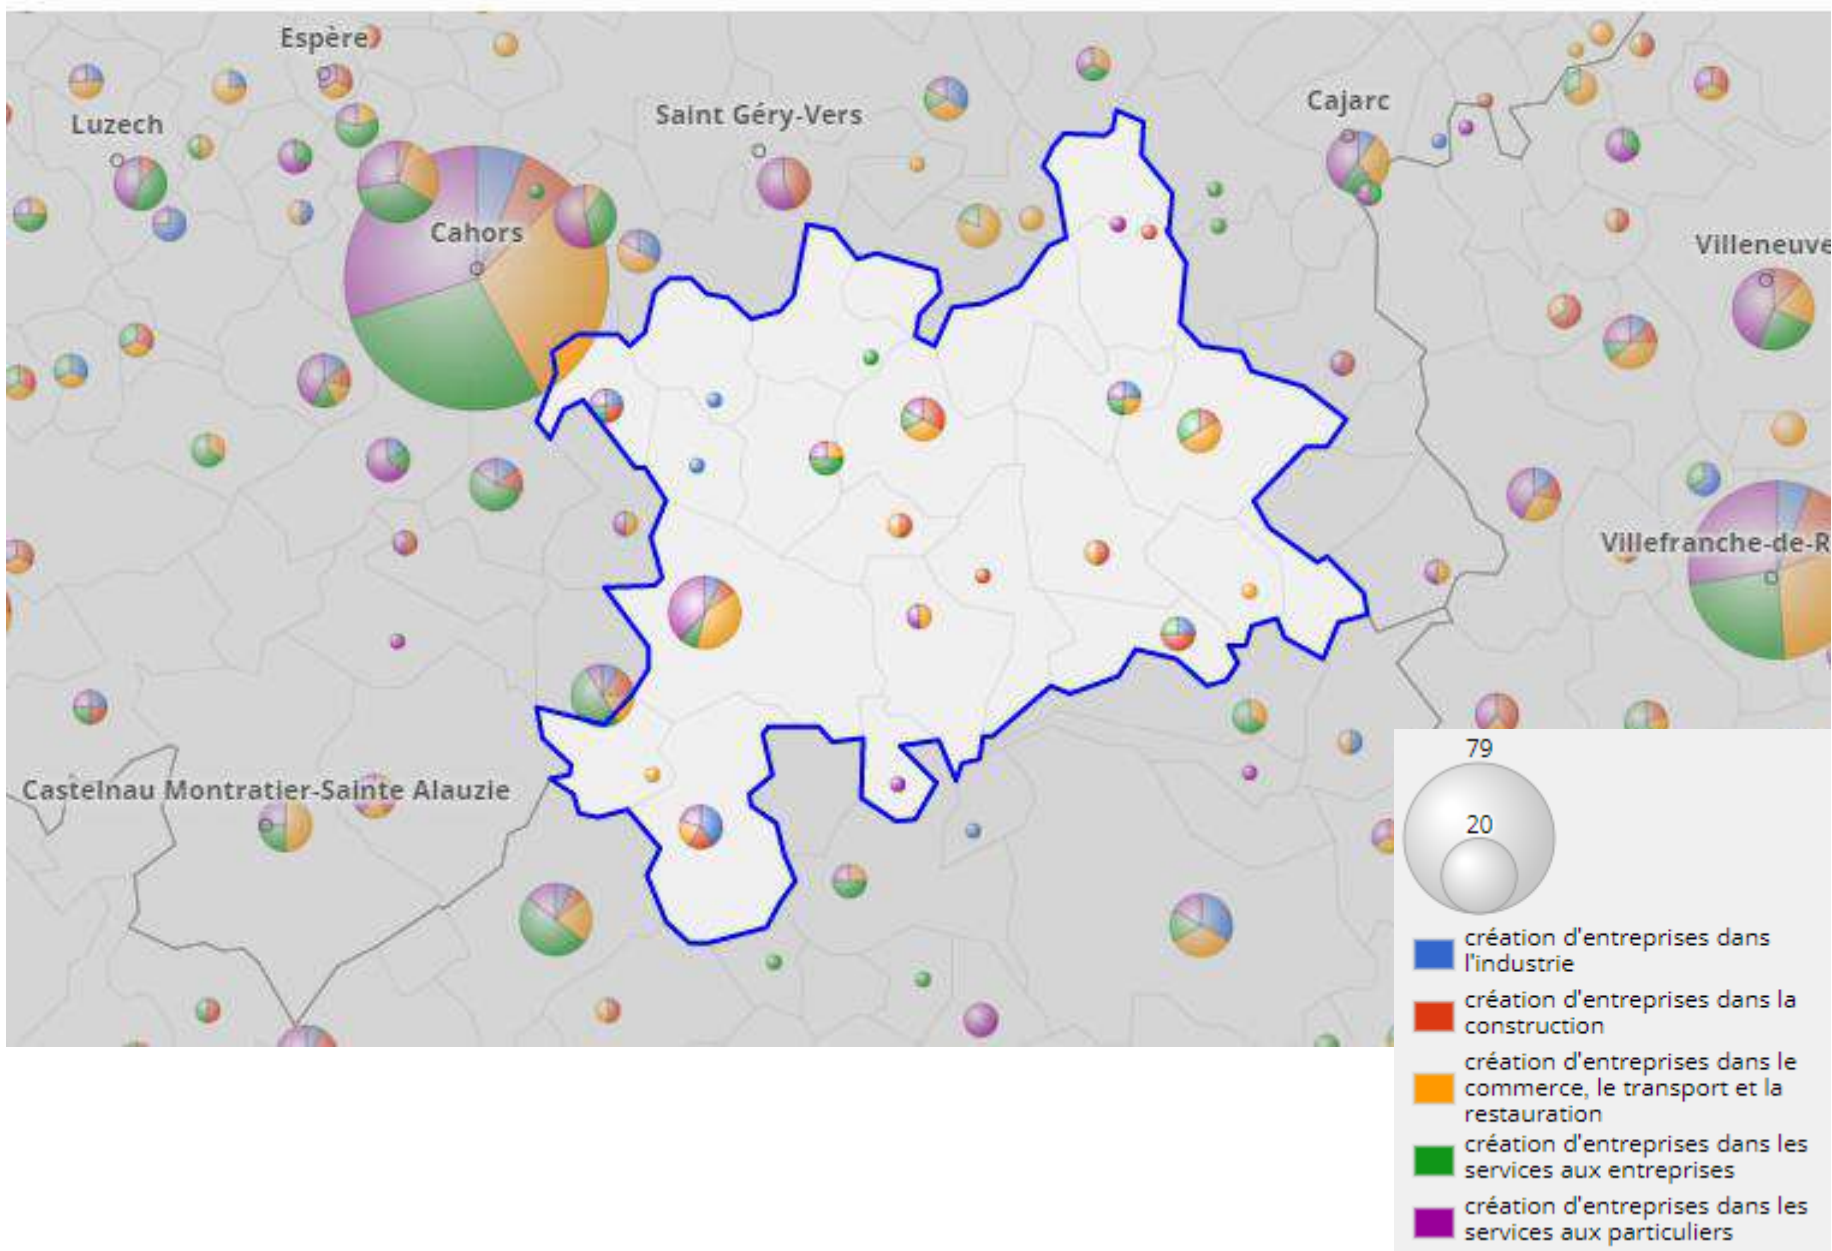 Espère
Luzech
Saint Géry-Vers
Cajarc
Cahors
Villeneuve
Villefranche-de-R
Castelnau Montratier-Sainte Alauzie
79
20
création d'entreprises dans
l'industrie
création d'entreprises dans la
construction
création d'entreprises dans le
commerce, le transport et la
restauration
création d'entreprises dans les
services aux entreprises
création d'entreprises dans les
services aux particuliers